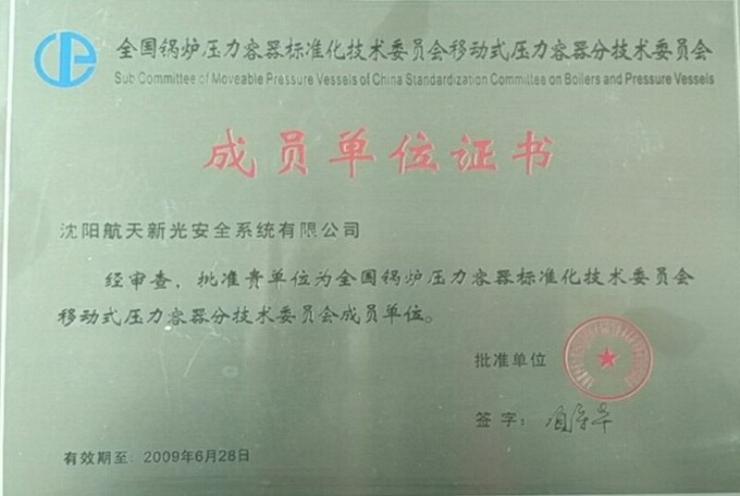 全国锅炉压力容器标准化技术委员会移动式压力容器分技术委员会
Sub Committee of Moveable Pressure Vessels of China Standardization Committee on Boilers and Pressure Vessels
成员单位证书
沈阳航天新光安全系统有限公司
经审查，批准贵单位为全国锅炉压力容器标准化技术委员会
移动式压力容器分技术委员会成员单位。
批准单位
签字：
有效期至：2009年6月28日